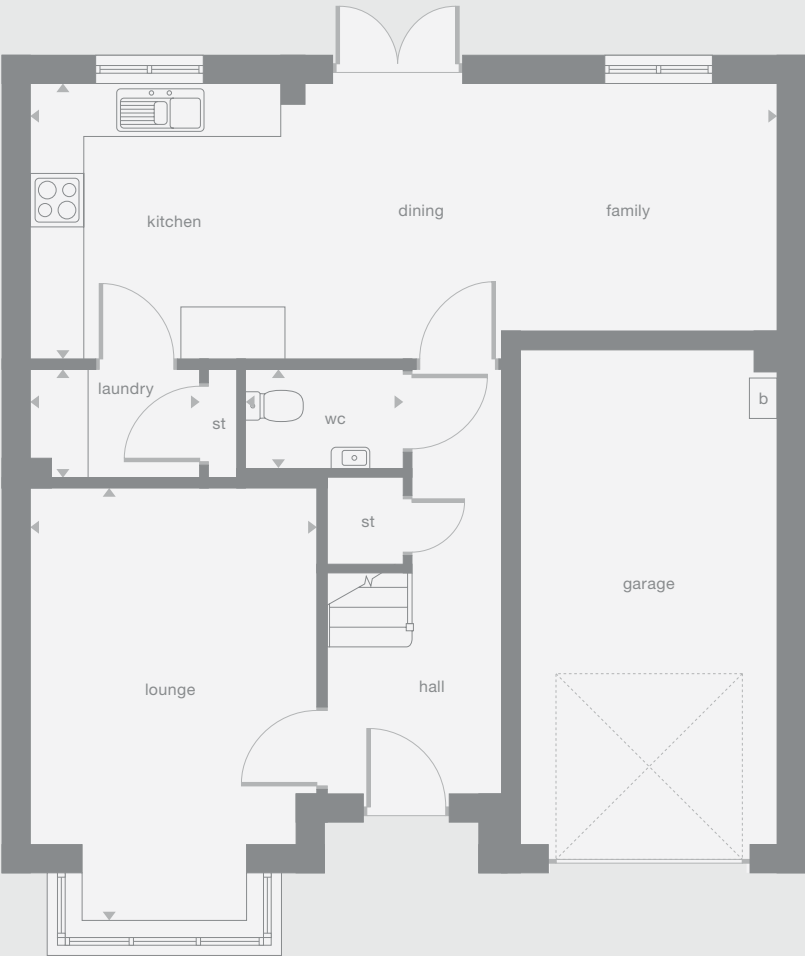 kitchen
dining
family
laundry
st
wc
b
st
garage
lounge
hall